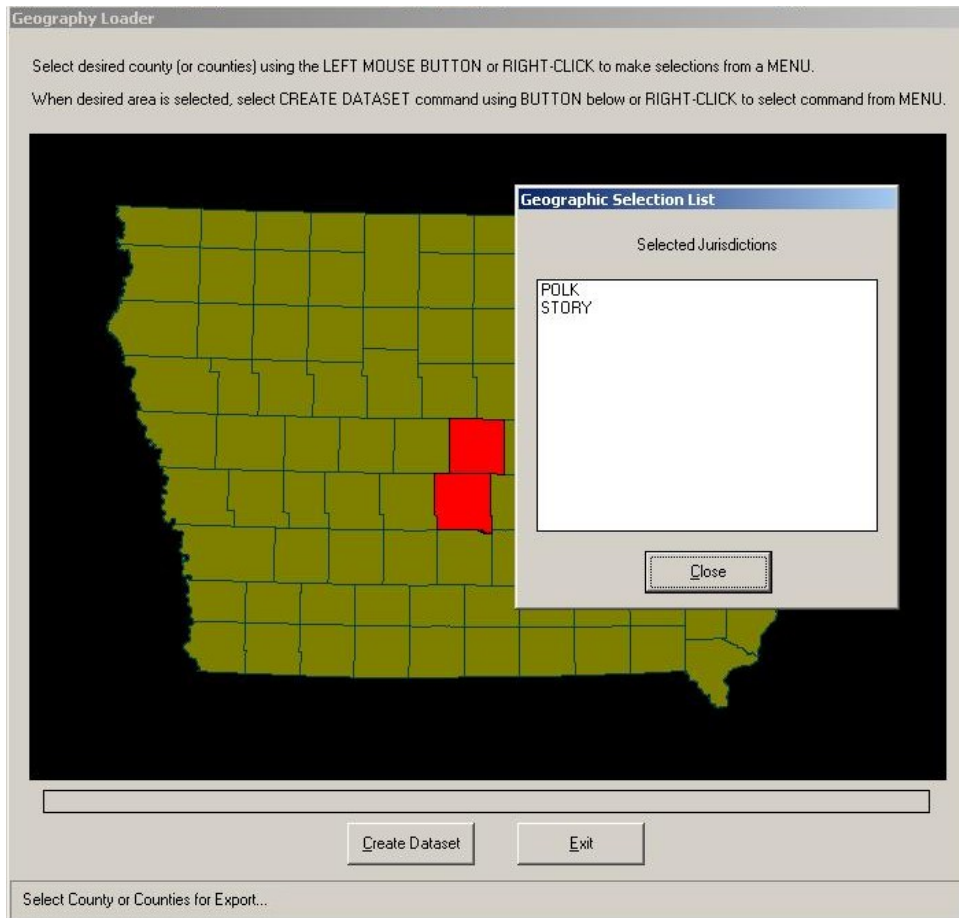 Geography Loader
Select desired county (or counties) using the LEFT MOUSE BUTTON or RIGHT-CLICK to make selections from a MENU.
When desired area is selected, select CREATE DATASET command using BUTTON below or RIGHT-CLICK to select command from MENU.
Geographic Selection List
Selected Jurisdictions
POLK
STORY
Close
Create Dataset
Exit
Select County or Counties for Export...